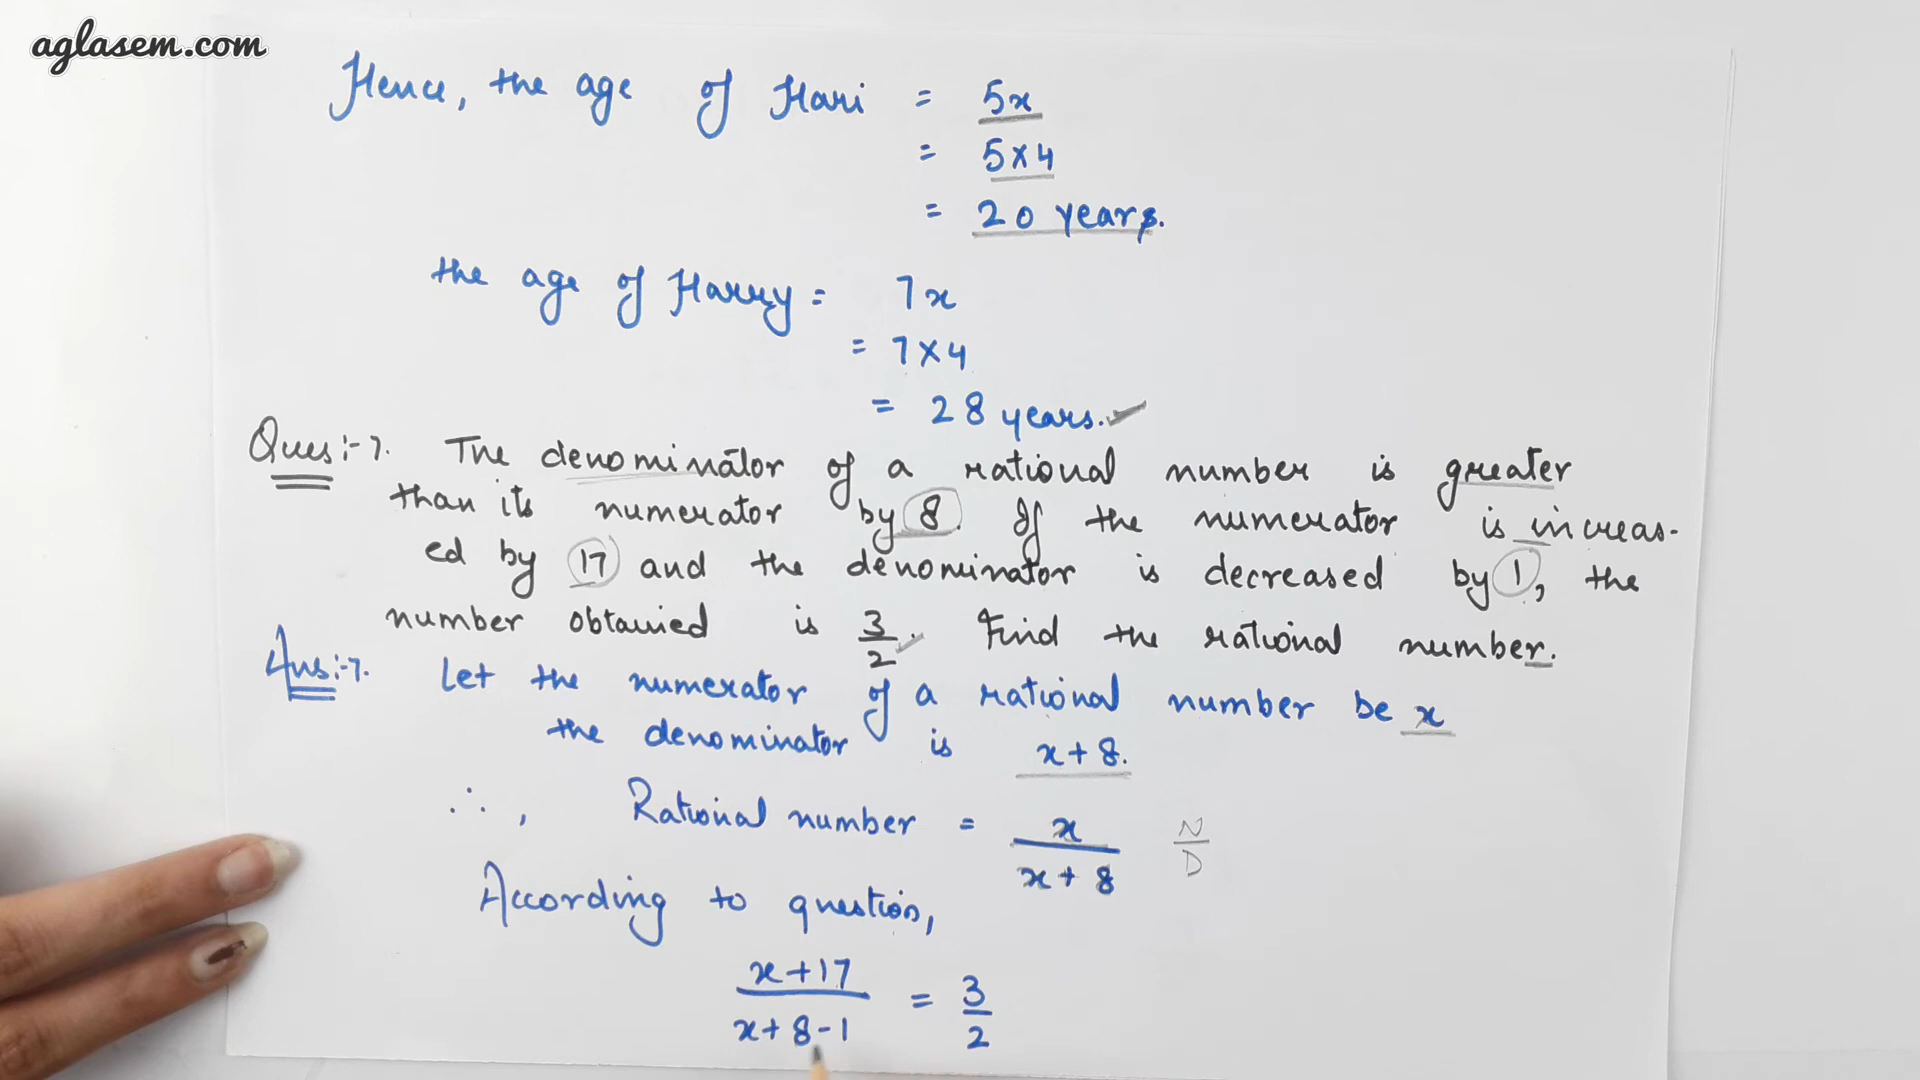 aglasem.com
Hence, the age of Hari = 5x
= 5×4
= 20 years.
the age of Harry = 7x
= 7×4
= 28 years.
Ques:-7. The denominator of a rational number is greater
than its numerator by 8. If the numerator is increas-
ed by 17 and the denominator is decreased by 1, the
number obtained is 3/2. Find the rational number.
Ans:-7. Let the numerator of a rational number be x
the denominator is x+8.
∴, Rational number = x/(x+8) N/D
According to question,
(x+17)/(x+8-1) = 3/2